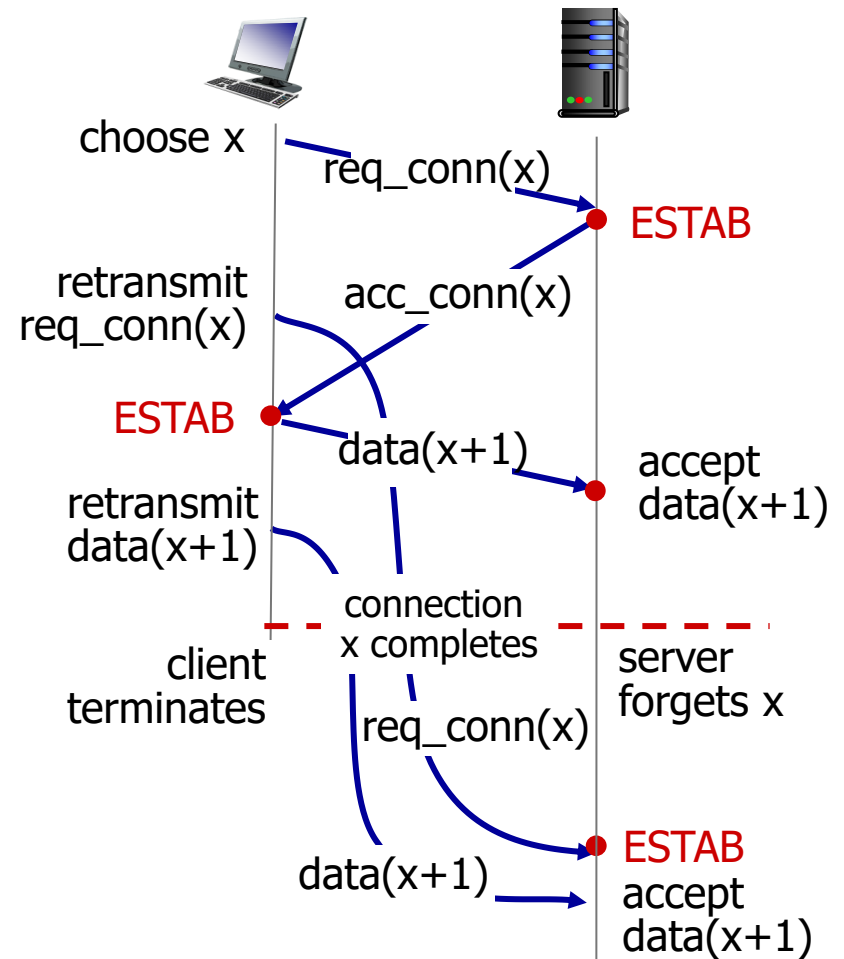 choose x
req_conn(x)
ESTAB
retransmit
req_conn(x)
acc_conn(x)
ESTAB
data(x+1)
accept
data(x+1)
retransmit
data(x+1)
connection
x completes
client
terminates
server
forgets x
req_conn(x)
ESTAB
data(x+1)
accept
data(x+1)